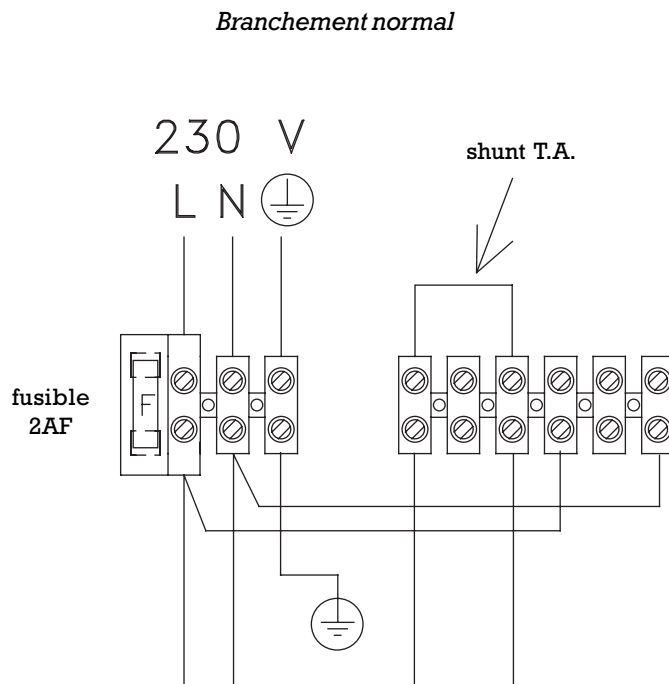 Branchement normal
230 V
shunt T.A.
L N
fusible
2AF
F